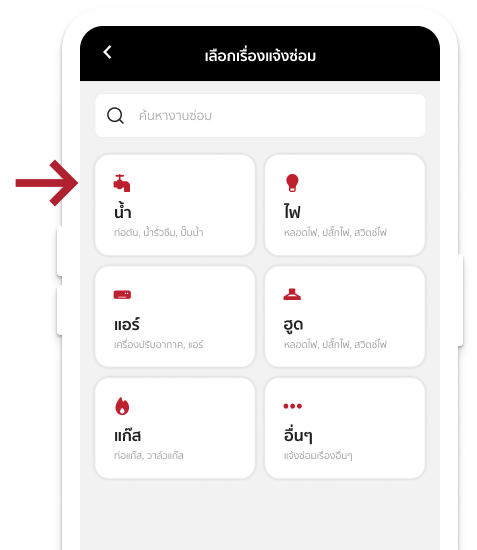 เลือกเรื่องแจ้งซ่อม
ค้นหางานซ่อม
น้ำ
ท่อตัน, น้ำรั่วซึม, ปั๊มน้ำ
ไฟ
หลอดไฟ, ปลั๊กไฟ, สวิตช์ไฟ
แอร์
เครื่องปรับอากาศ, แอร์
ฮูด
หลอดไฟ, ปลั๊กไฟ, สวิตช์ไฟ
แก๊ส
ท่อแก๊ส, วาล์วแก๊ส
อื่นๆ
แจ้งซ่อมเรื่องอื่นๆ